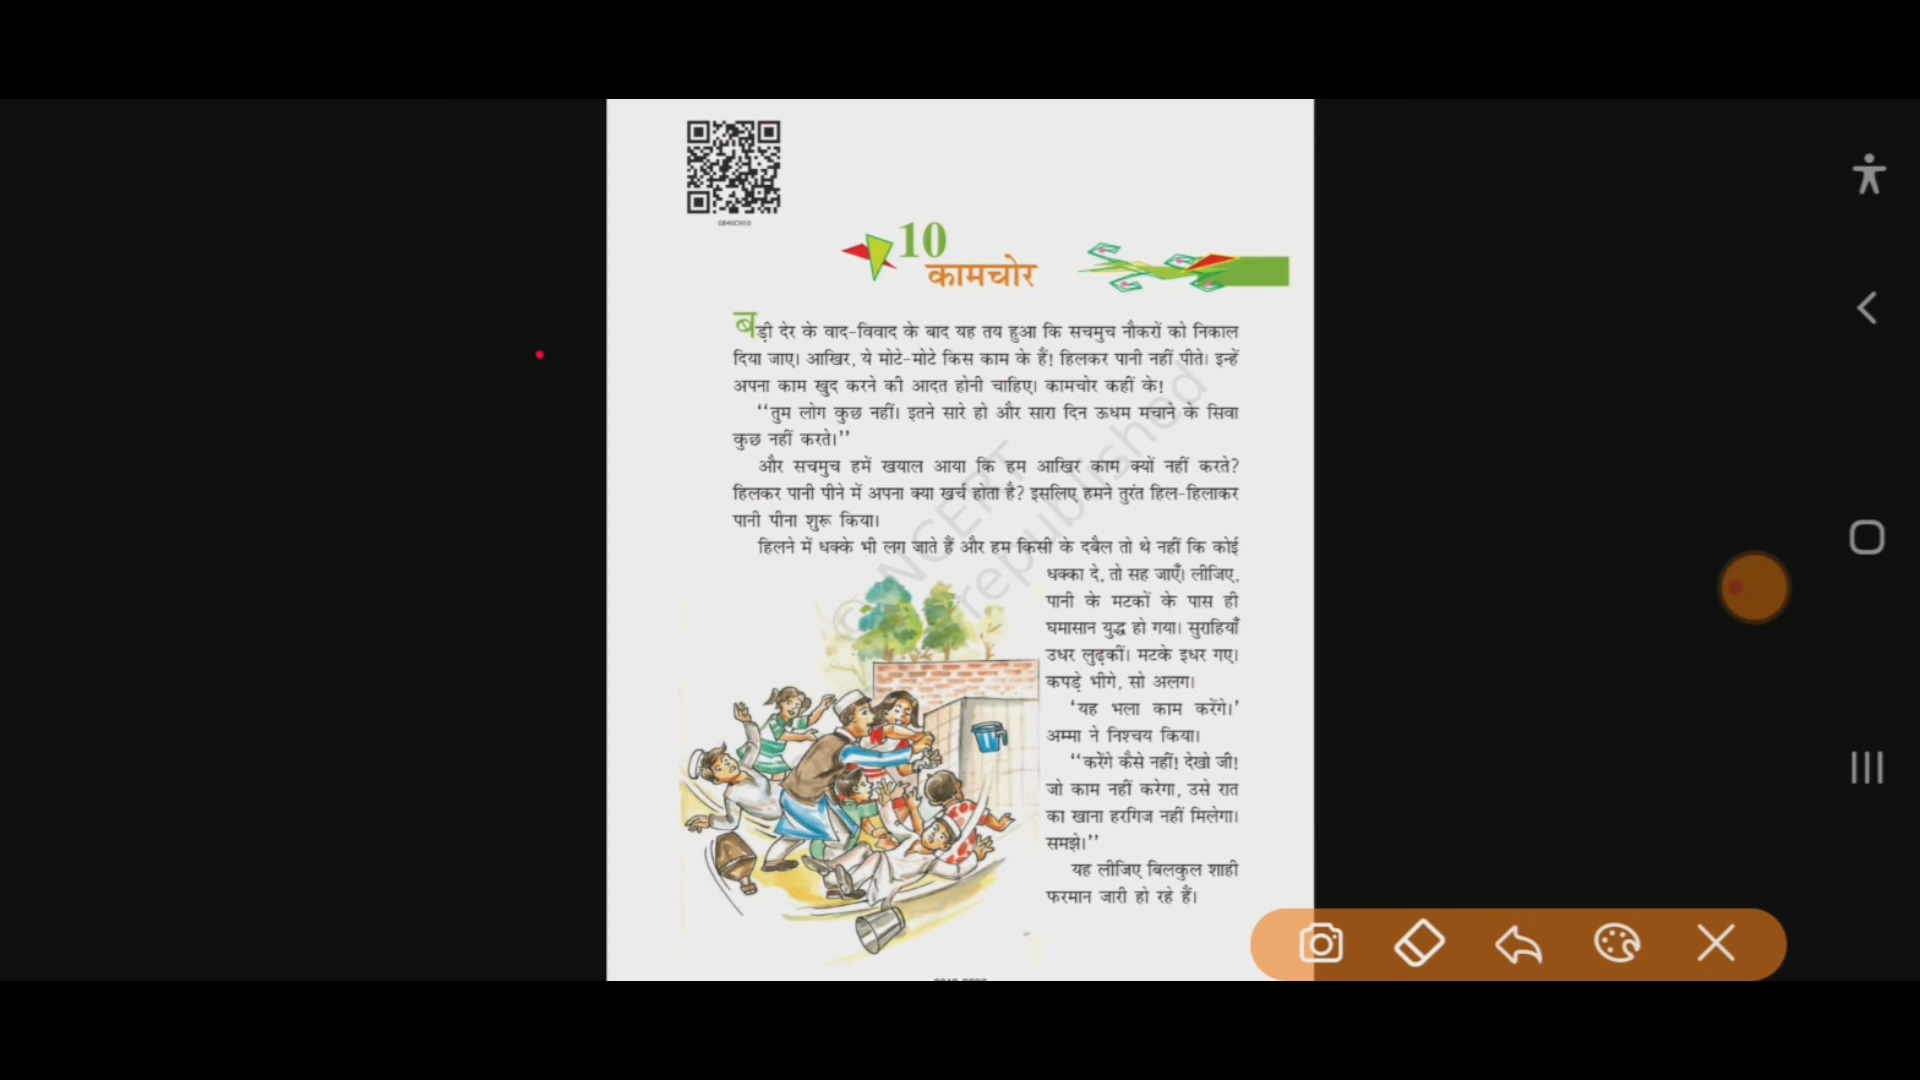 0846CH10
10
कामचोर
बड़ी देर के वाद-विवाद के बाद यह तय हुआ कि सचमुच नौकरों को निकाल
दिया जाए। आखिर, ये मोटे-मोटे किस काम के हैं! हिलकर पानी नहीं पीते। इन्हें
अपना काम खुद करने की आदत होनी चाहिए। कामचोर कहीं के!
‘‘तुम लोग कुछ नहीं। इतने सारे हो और सारा दिन ऊधम मचाने के सिवा
कुछ नहीं करते।’’
और सचमुच हमें खयाल आया कि हम आखिर काम क्यों नहीं करते?
हिलकर पानी पीने में अपना क्या खर्च होता है? इसलिए हमने तुरंत हिल-हिलाकर
पानी पीना शुरू किया।
हिलने में धक्के भी लग जाते हैं और हम किसी के दबैल तो थे नहीं कि कोई
धक्का दे, तो सह जाएँ। लीजिए,
पानी के मटकों के पास ही
घमासान युद्ध हो गया। सुराहियाँ
उधर लुढ़कीं। मटके इधर गए।
कपड़े भीगे, सो अलग।
‘यह भला काम करेंगे।’
अम्मा ने निश्चय किया।
‘‘करेंगे कैसे नहीं! देखो जी!
जो काम नहीं करेगा, उसे रात
का खाना हरगिज नहीं मिलेगा।
समझे।’’
यह लीजिए बिलकुल शाही
फरमान जारी हो रहे हैं।
© NCERT
republished